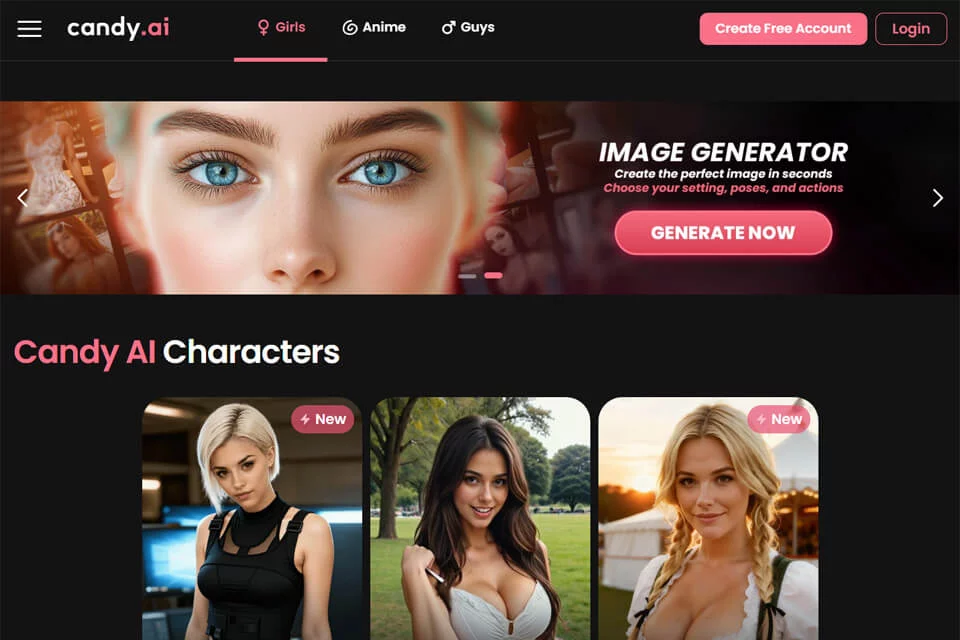 candy.ai
Girls
Anime
Guys
Create Free Account
Login
IMAGE GENERATOR
Create the perfect image in seconds
Choose your setting, poses, and actions
GENERATE NOW
Candy AI Characters
New
New